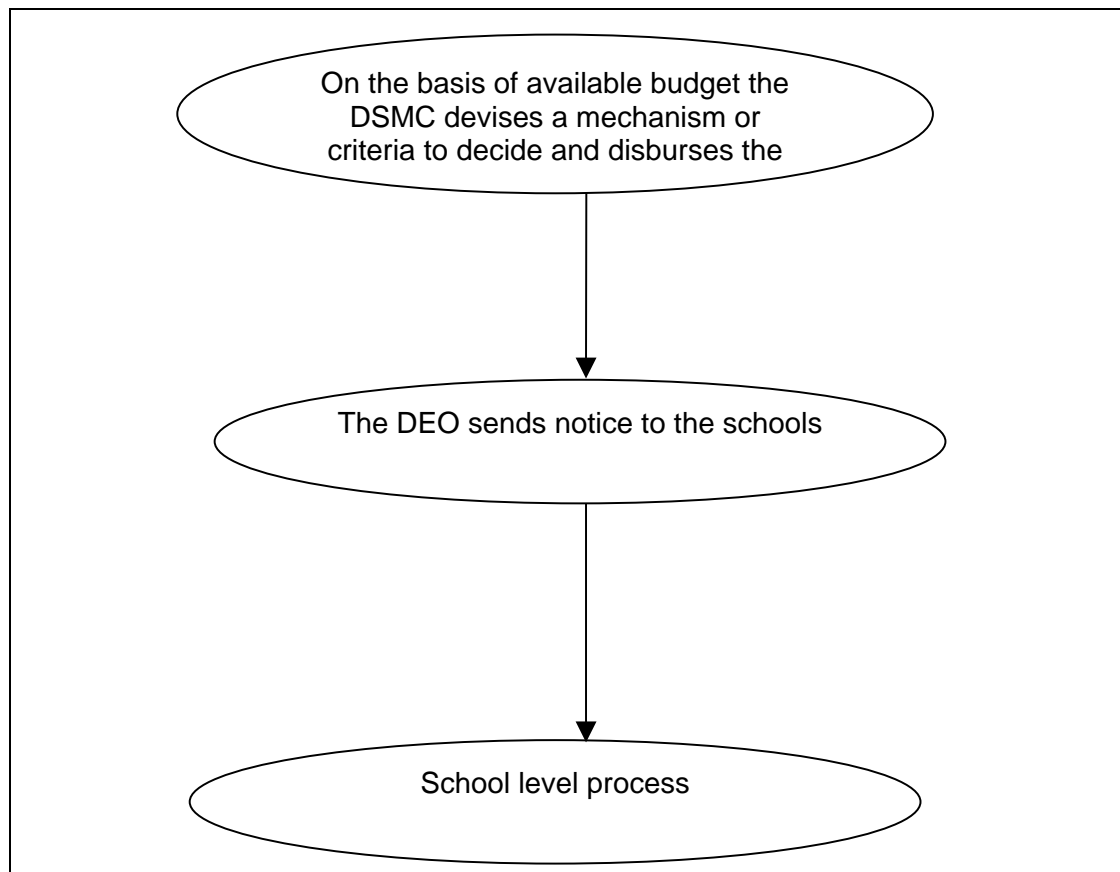 On the basis of available budget the
DSMC devises a mechanism or
criteria to decide and disburses the
The DEO sends notice to the schools
School level process